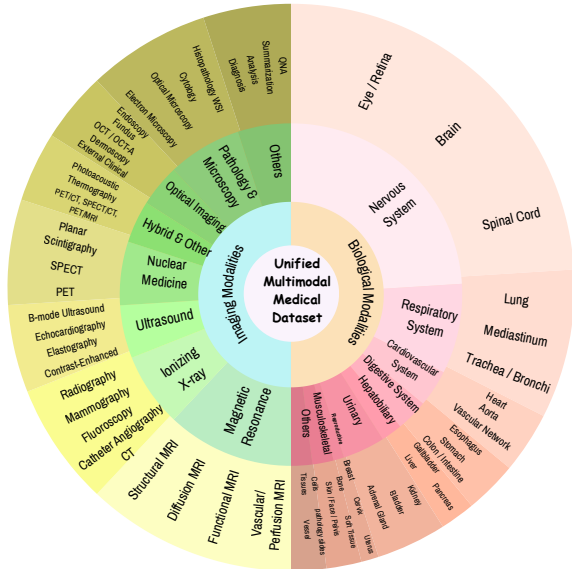 Unified
Multimodal
Medical
Dataset
Biological Modalities
Nervous
System
Eye / Retina
Brain
Spinal Cord
Respiratory
System
Lung
Mediastinum
Trachea / Bronchi
Cardiovascular
System
Heart
Aorta
Vascular Network
Digestive System
Hepatobiliary
Esophagus
Stomach
Colon / Intestine
Gallbladder
Liver
Pancreas
Urinary
Reproductive
Kidney
Bladder
Adrenal Gland
Uterus
Cervix
Breast
Musculoskeletal
Soft Tissue
Bone
Skin / Face / Pelvis
Others
pathology slides
Cells
Vessel
Tissues
Imaging Modalities
Magnetic
Resonance
Vascular/
Perfusion MRI
Functional MRI
Diffusion MRI
Structural MRI
Ionizing
X-ray
CT
Catheter Angiography
Fluoroscopy
Mammography
Radiography
Ultrasound
Contrast-Enhanced
Elastography
Echocardiography
B-mode Ultrasound
Nuclear
Medicine
PET
SPECT
Planar
Scintigraphy
Hybrid & Other
PET/CT, SPECT/CT,
PET/MRI
Thermography
Photoacoustic
Optical Imaging
External Clinical
Dermoscopy
OCT / OCT-A
Fundus
Endoscopy
Pathology &
Microscopy
Electron Microscopy
Optical Microscopy
Cytology
Histopathology WSI
Others
Diagnosis
Analysis
Summarization
QNA